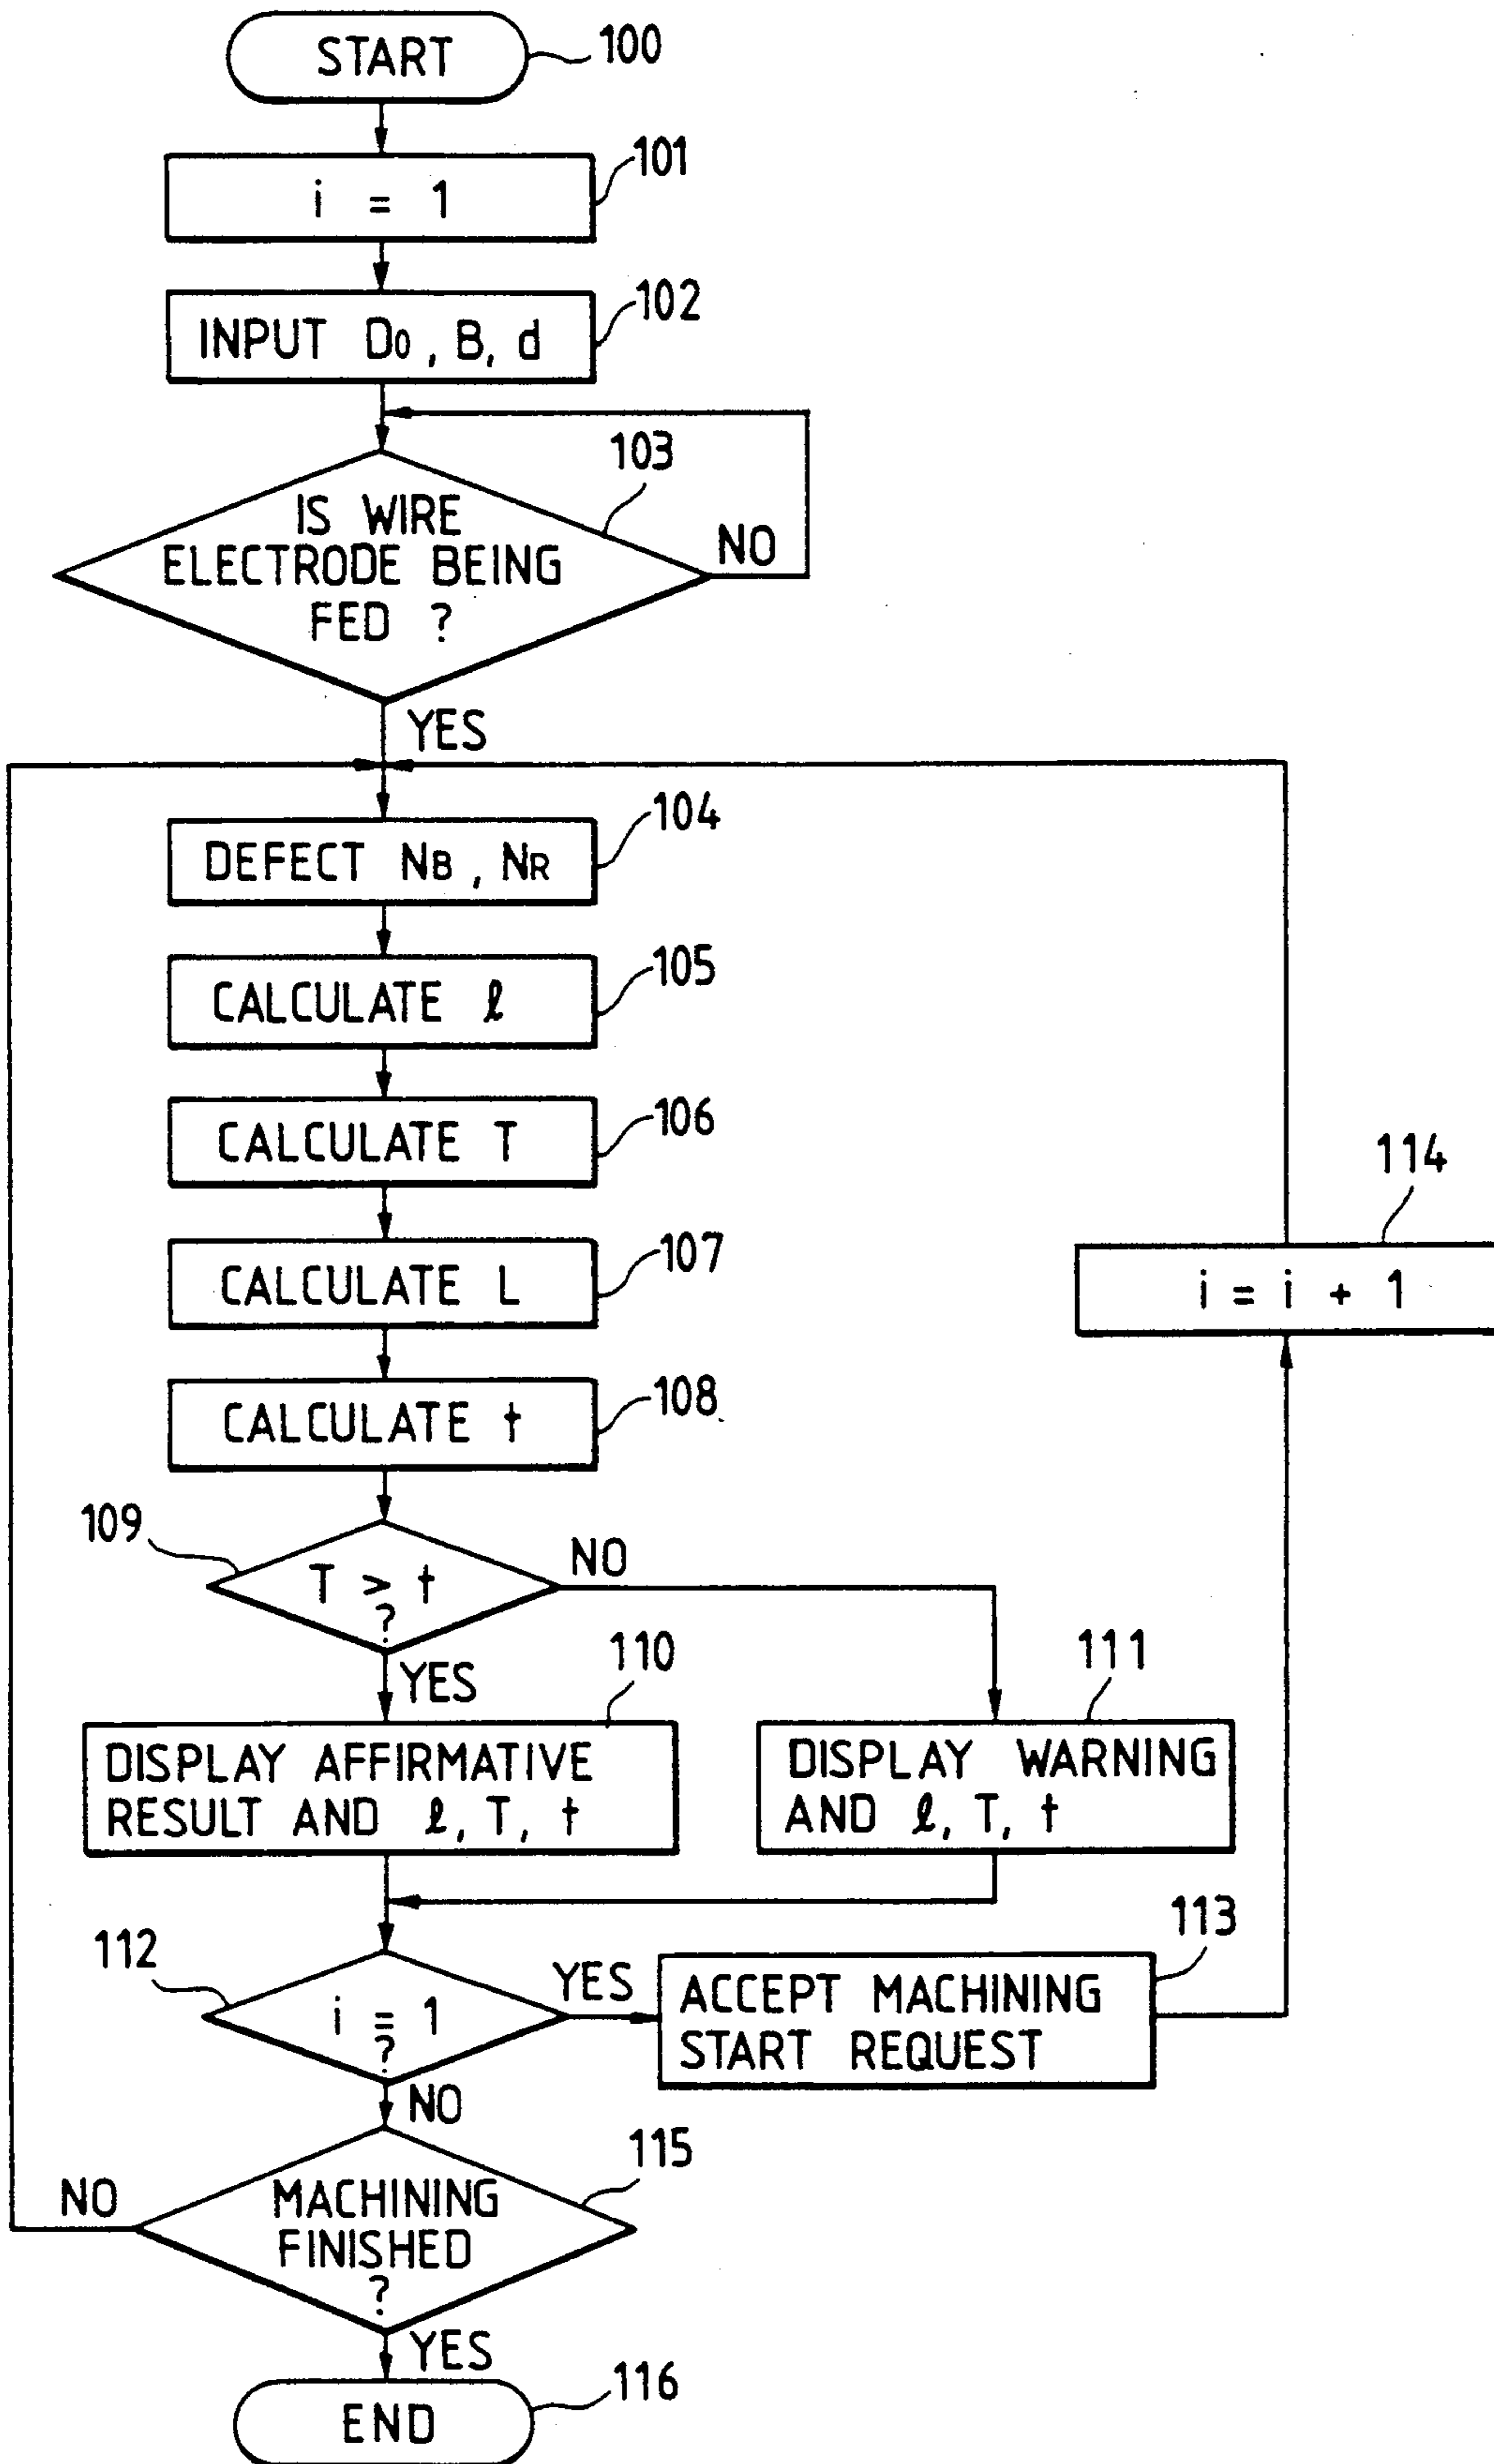 START
100
101
i = 1
102
INPUT D0, B, d
103
IS WIRE
ELECTRODE BEING
FED ?
NO
YES
104
DEFECT NB, NR
105
CALCULATE ℓ
106
CALCULATE T
107
CALCULATE L
114
i = i + 1
108
CALCULATE t
109
T > t
?
NO
YES
110
DISPLAY AFFIRMATIVE
RESULT AND ℓ, T, t
111
DISPLAY WARNING
AND ℓ, T, t
112
i = 1
?
YES
113
ACCEPT MACHINING
START REQUEST
NO
115
MACHINING
FINISHED
?
NO
YES
116
END